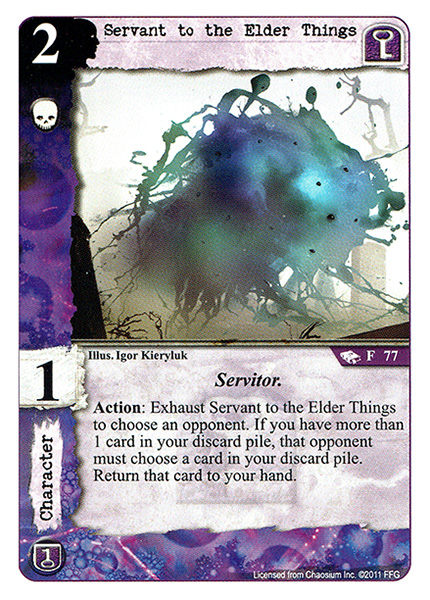 2
Servant to the Elder Things
Illus. Igor Kieryluk
F 77
1
Servitor.
Action: Exhaust Servant to the Elder Things
to choose an opponent. If you have more than
1 card in your discard pile, that opponent
must choose a card in your discard pile.
Return that card to your hand.
Character
1
Licensed from Chaosium Inc. ©2011 FFG